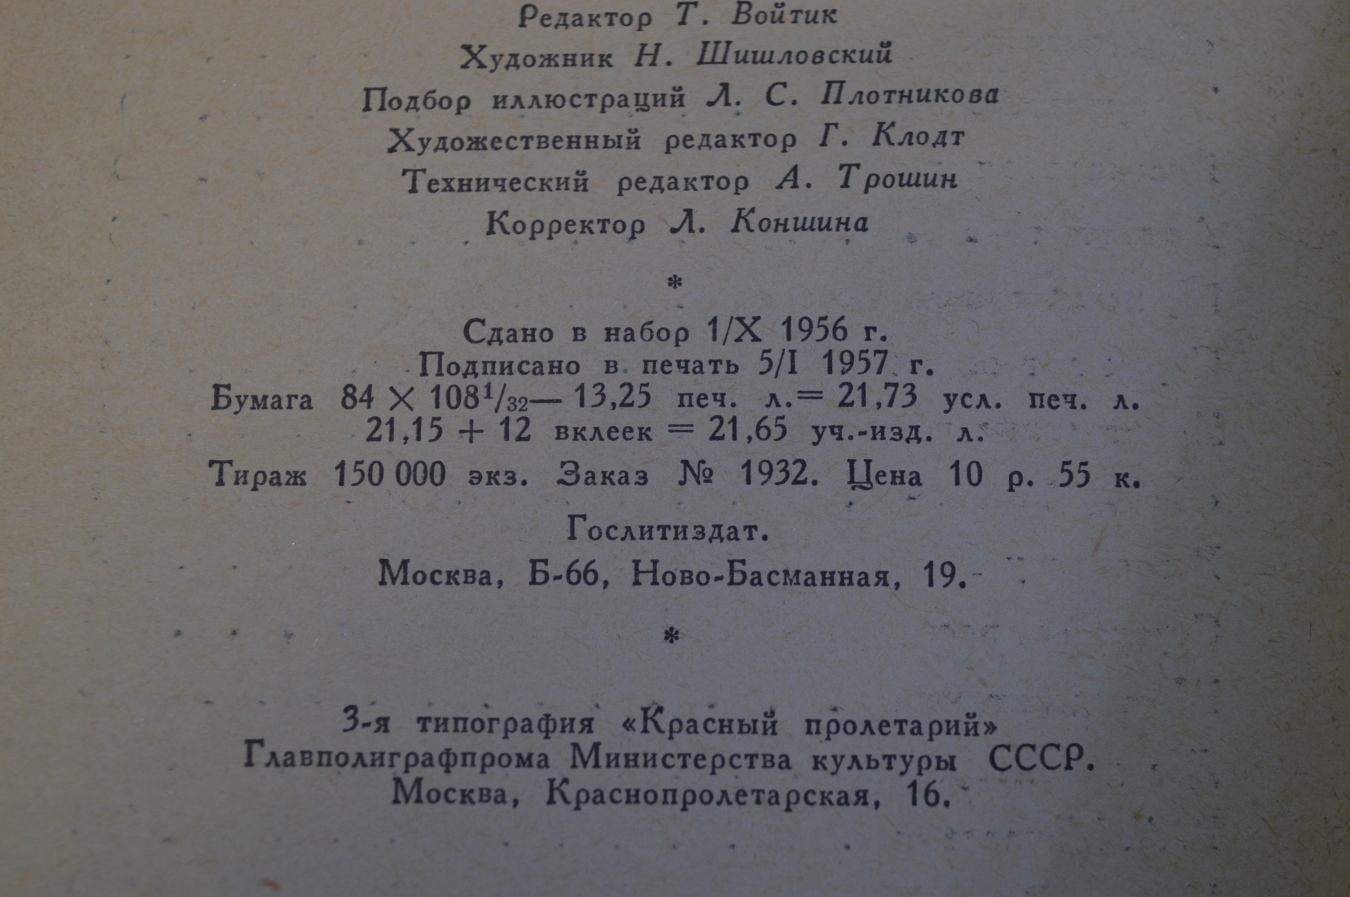 Редактор Т. Войтик
Художник Н. Шишловский
Подбор иллюстраций Л. С. Плотникова
Художественный редактор Г. Клодт
Технический редактор А. Трошин
Корректор Л. Коншина
*
Сдано в набор 1/X 1956 г.
Подписано в печать 5/I 1957 г.
Бумага 84 × 108¹/₃₂— 13,25 печ. л.= 21,73 усл. печ. л.
21,15 + 12 вклеек = 21,65 уч.-изд. л.
Тираж 150 000 экз. Заказ № 1932. Цена 10 р. 55 к.
Гослитиздат.
Москва, Б-66, Ново-Басманная, 19.
*
3-я типография «Красный пролетарий»
Главполиграфпрома Министерства культуры СССР.
Москва, Краснопролетарская, 16.